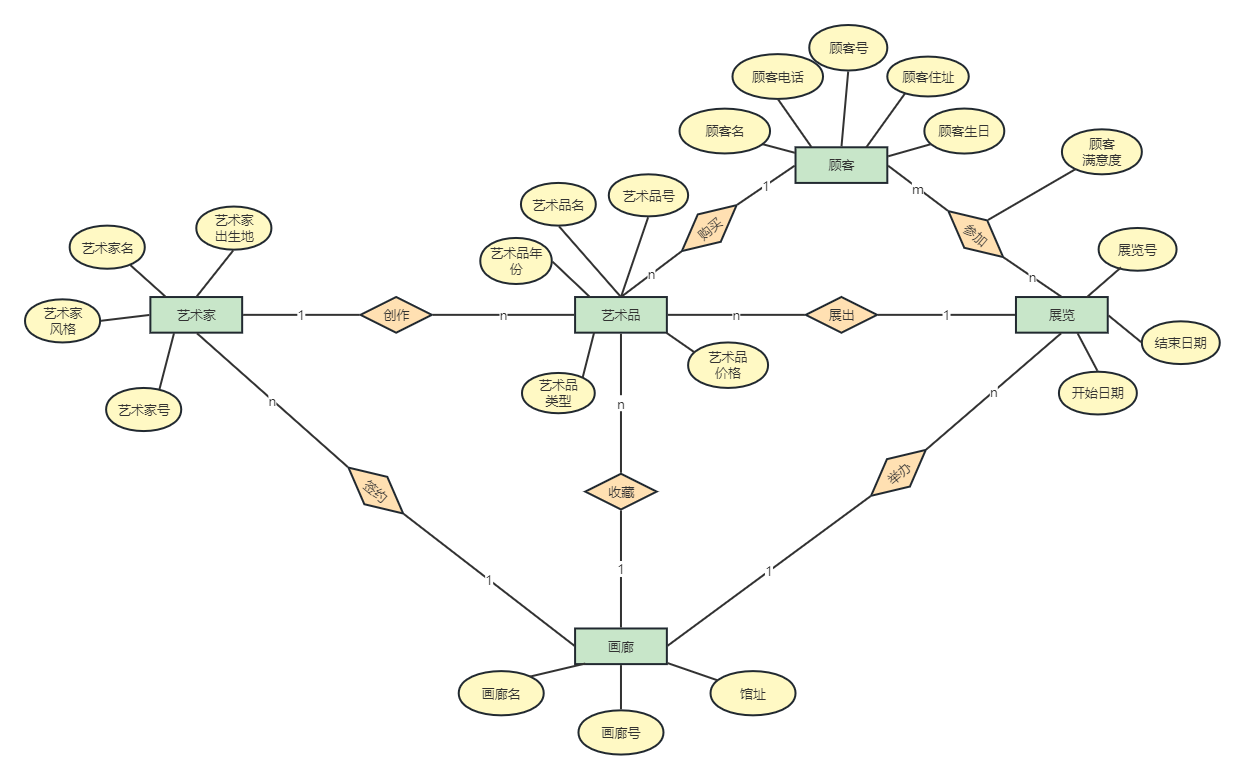 顾客号
顾客电话
顾客住址
顾客名
顾客生日
顾客
满意度
顾客
1
m
艺术品号
艺术品名
购买
参加
艺术家
出生地
艺术家名
艺术品年
份
展览号
n
n
艺术家
风格
艺术家
1
创作
n
艺术品
n
展出
1
展览
结束日期
艺术品
价格
艺术品
类型
开始日期
艺术家号
n
n
n
签约
收藏
举办
1
1
1
画廊
画廊名
画廊号
馆址